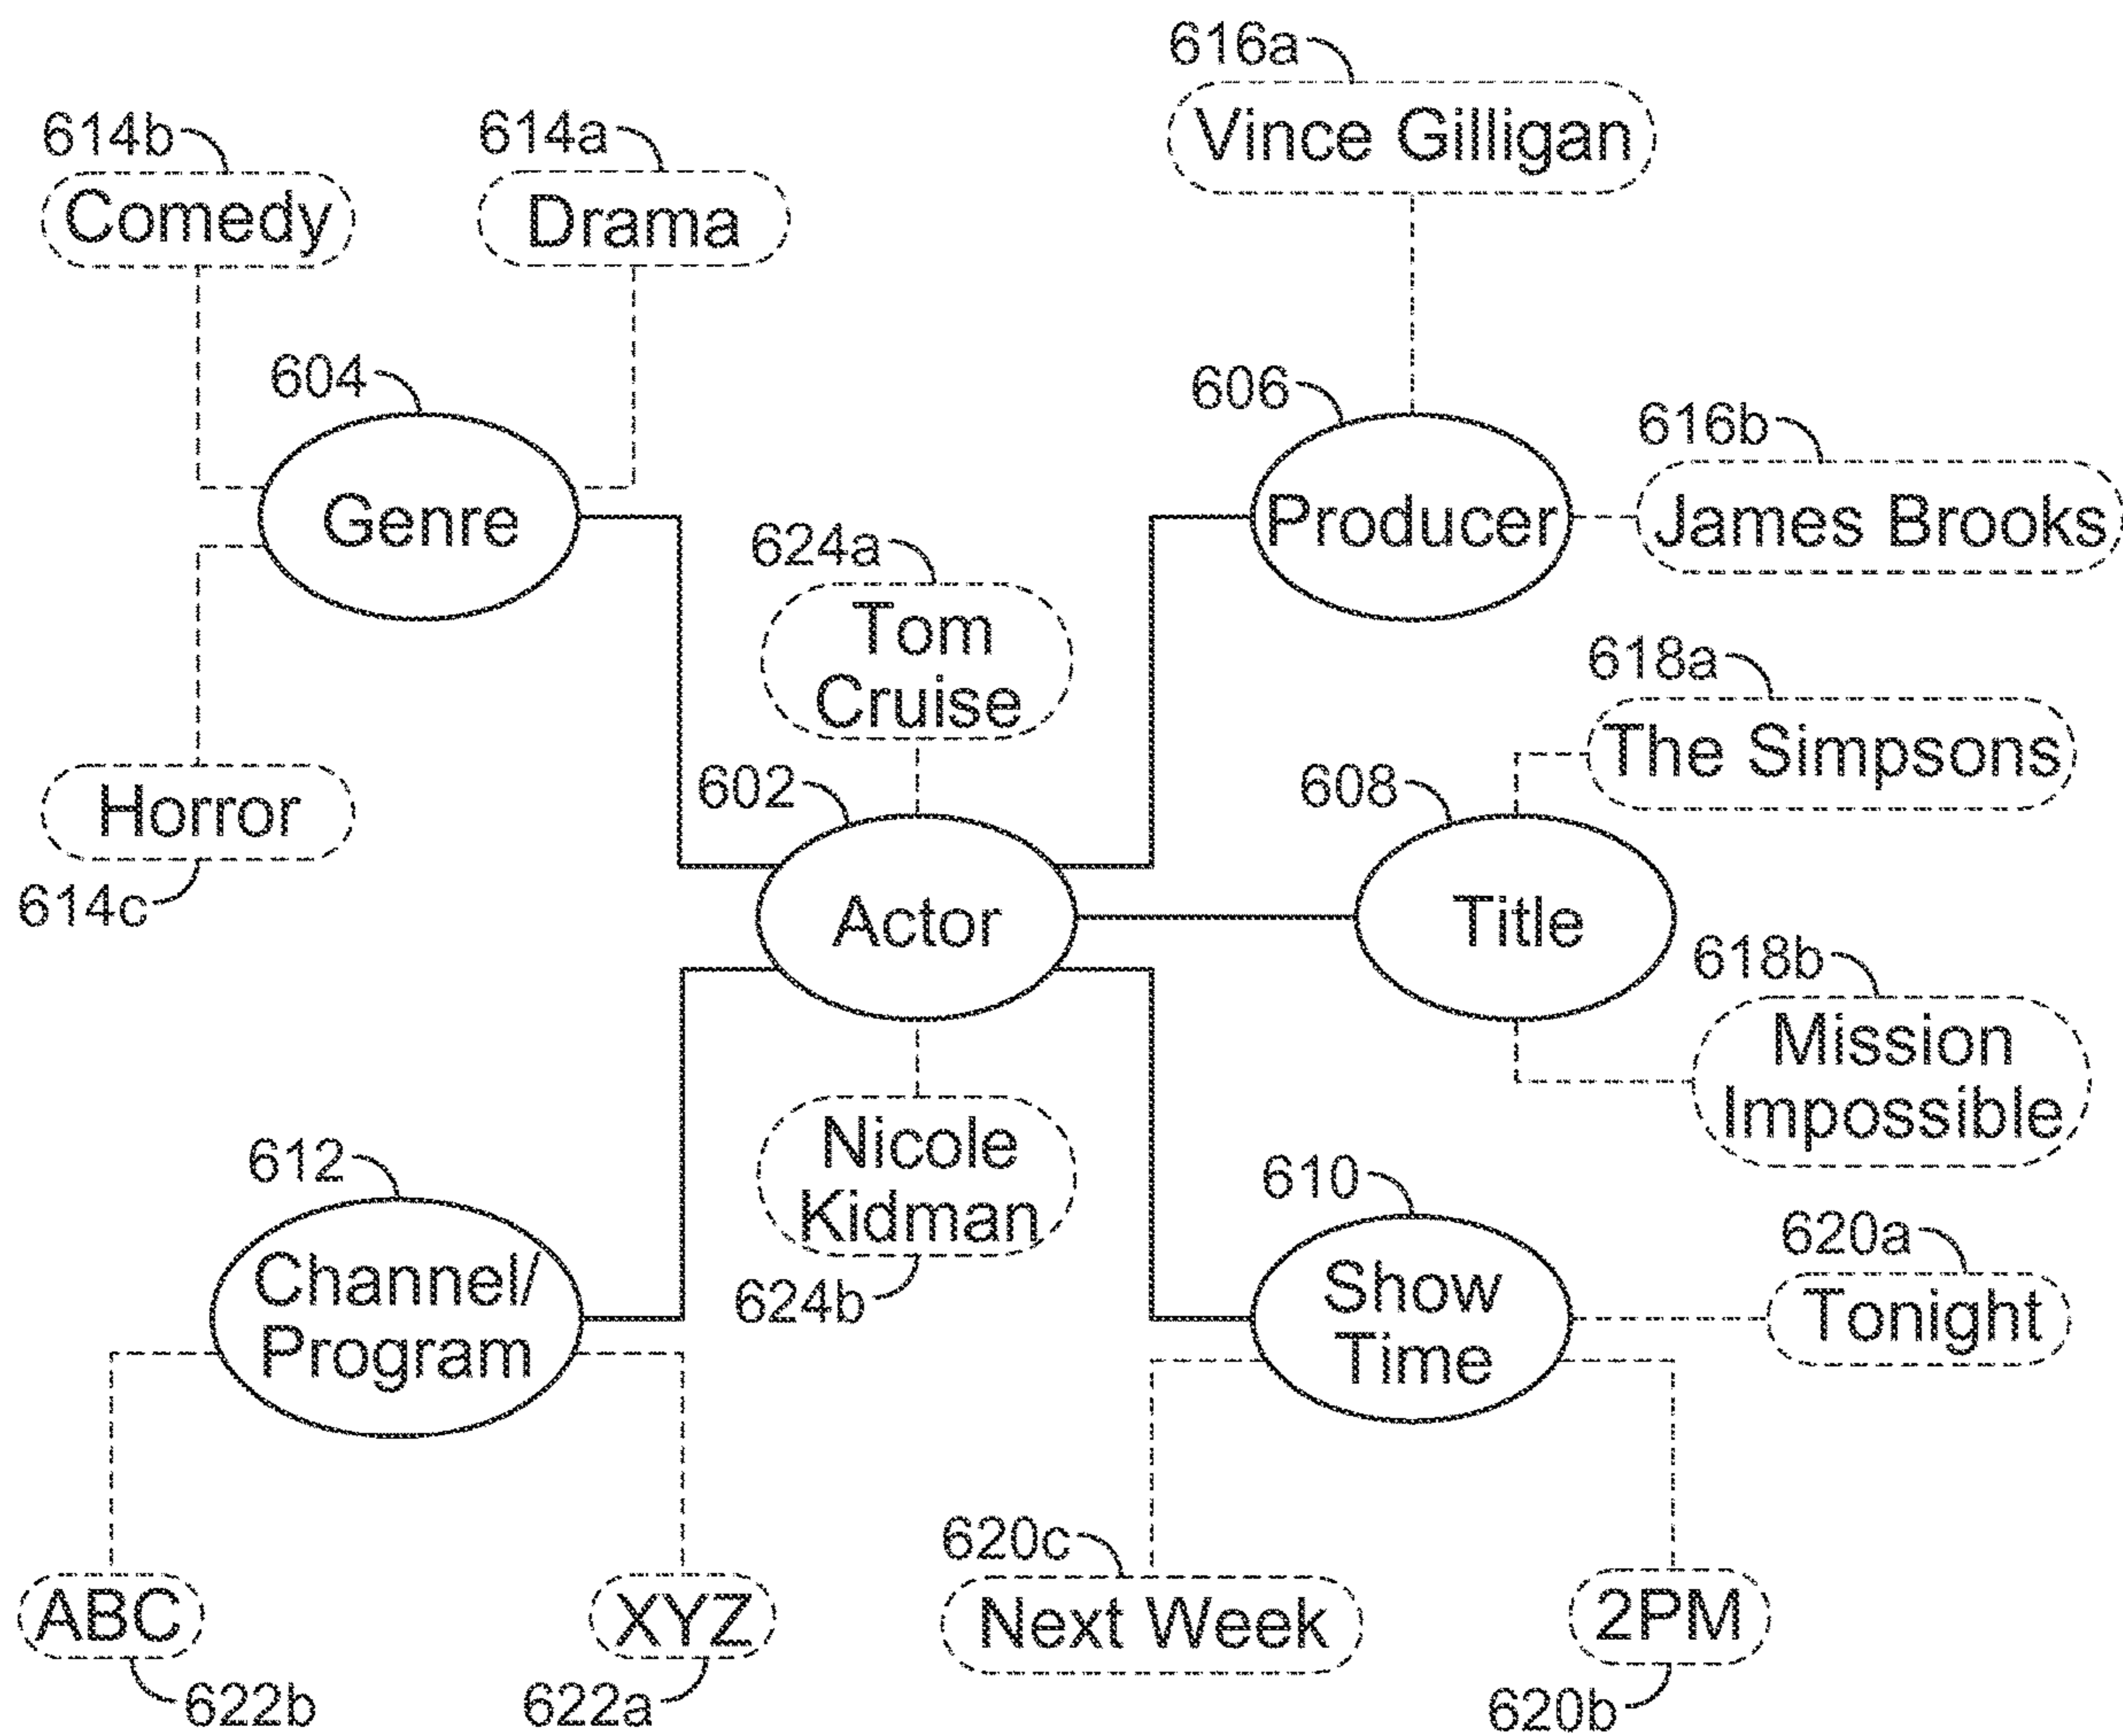 616a
Vince Gilligan
614b
Comedy
614a
Drama
604
Genre
606
Producer
616b
James Brooks
624a
Tom
Cruise
618a
The Simpsons
Horror
614c
602
Actor
608
Title
618b
Mission
Impossible
Nicole
Kidman
624b
612
Channel/
Program
610
Show
Time
620a
Tonight
ABC
622b
XYZ
622a
620c
Next Week
2PM
620b